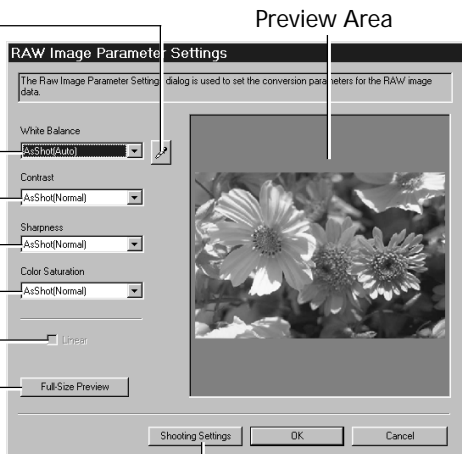 Preview Area
RAW Image Parameter Settings
The Raw Image Parameter Settings dialog is used to set the conversion parameters for the RAW image
data.
White Balance
AsShot(Auto)
Contrast
AsShot(Normal)
Sharpness
AsShot(Normal)
Color Saturation
AsShot(Normal)
Linear
Full-Size Preview
Shooting Settings
OK
Cancel